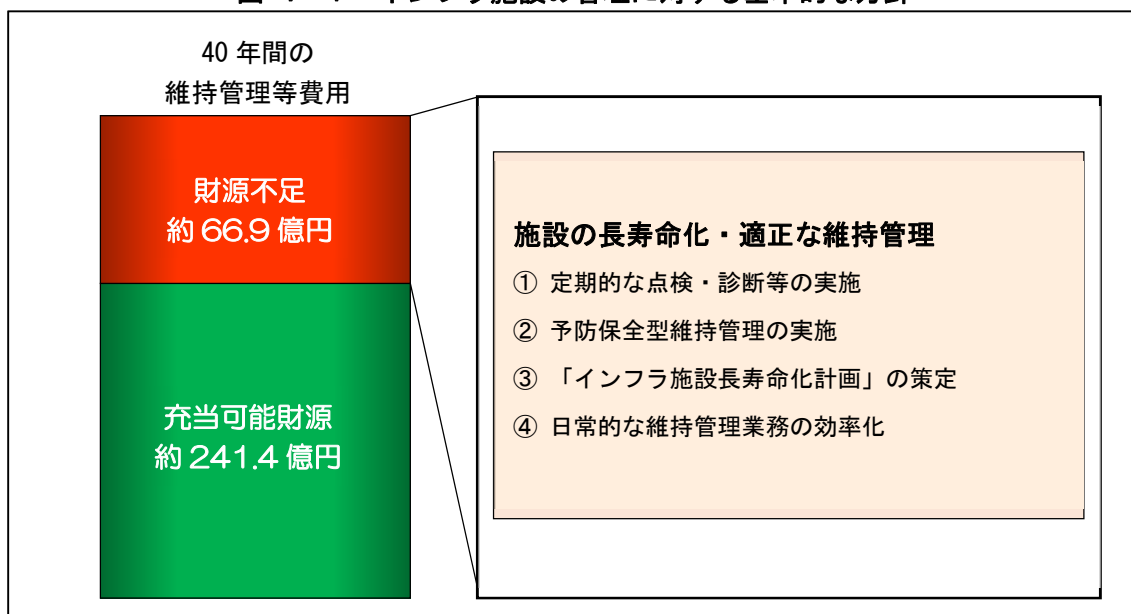 40 年間の
維持管理等費用
財源不足
約 66.9 億円
充当可能財源
約 241.4 億円
施設の長寿命化・適正な維持管理
① 定期的な点検・診断等の実施
② 予防保全型維持管理の実施
③ 「インフラ施設長寿命化計画」の策定
④ 日常的な維持管理業務の効率化